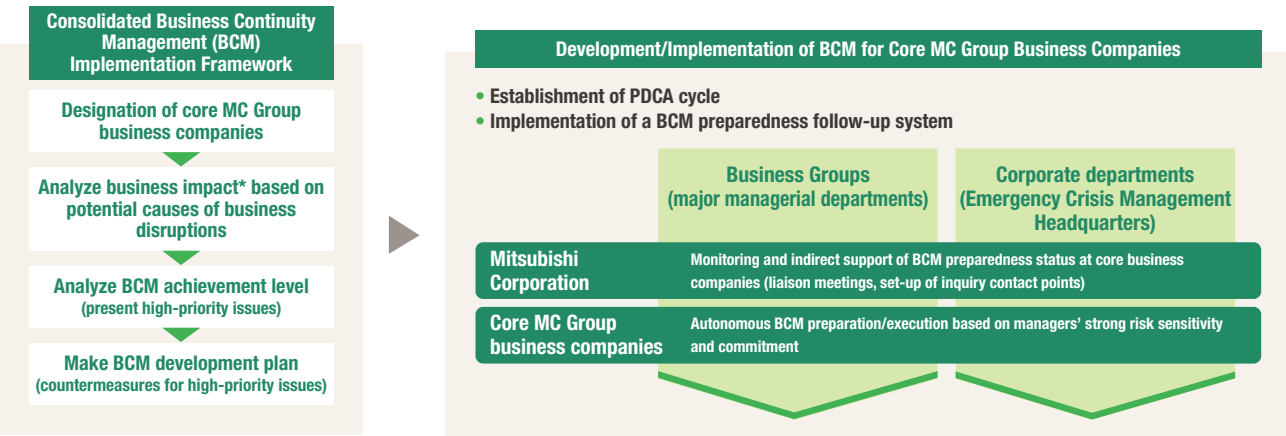 Consolidated Business Continuity
Management (BCM)
Implementation Framework
Designation of core MC Group
business companies
Analyze business impact* based on
potential causes of business
disruptions
Analyze BCM achievement level
(present high-priority issues)
Make BCM development plan
(countermeasures for high-priority issues)
Development/Implementation of BCM for Core MC Group Business Companies
• Establishment of PDCA cycle
• Implementation of a BCM preparedness follow-up system
Business Groups
(major managerial departments)
Corporate departments
(Emergency Crisis Management
Headquarters)
Mitsubishi
Corporation
Monitoring and indirect support of BCM preparedness status at core business
companies (liaison meetings, set-up of inquiry contact points)
Core MC Group
business companies
Autonomous BCM preparation/execution based on managers’ strong risk sensitivity
and commitment